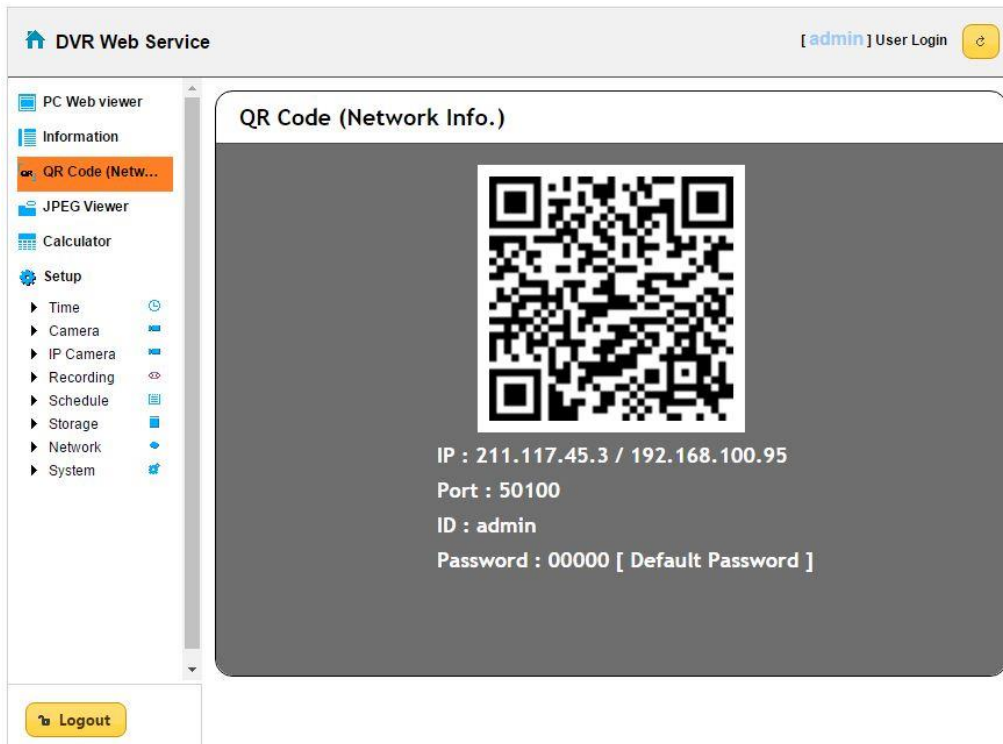 DVR Web Service
[ admin ] User Login
PC Web viewer
Information
QR Code (Netw...
JPEG Viewer
Calculator
Setup
Time
Camera
IP Camera
Recording
Schedule
Storage
Network
System
Logout
QR Code (Network Info.)
IP : 211.117.45.3 / 192.168.100.95
Port : 50100
ID : admin
Password : 00000 [ Default Password ]